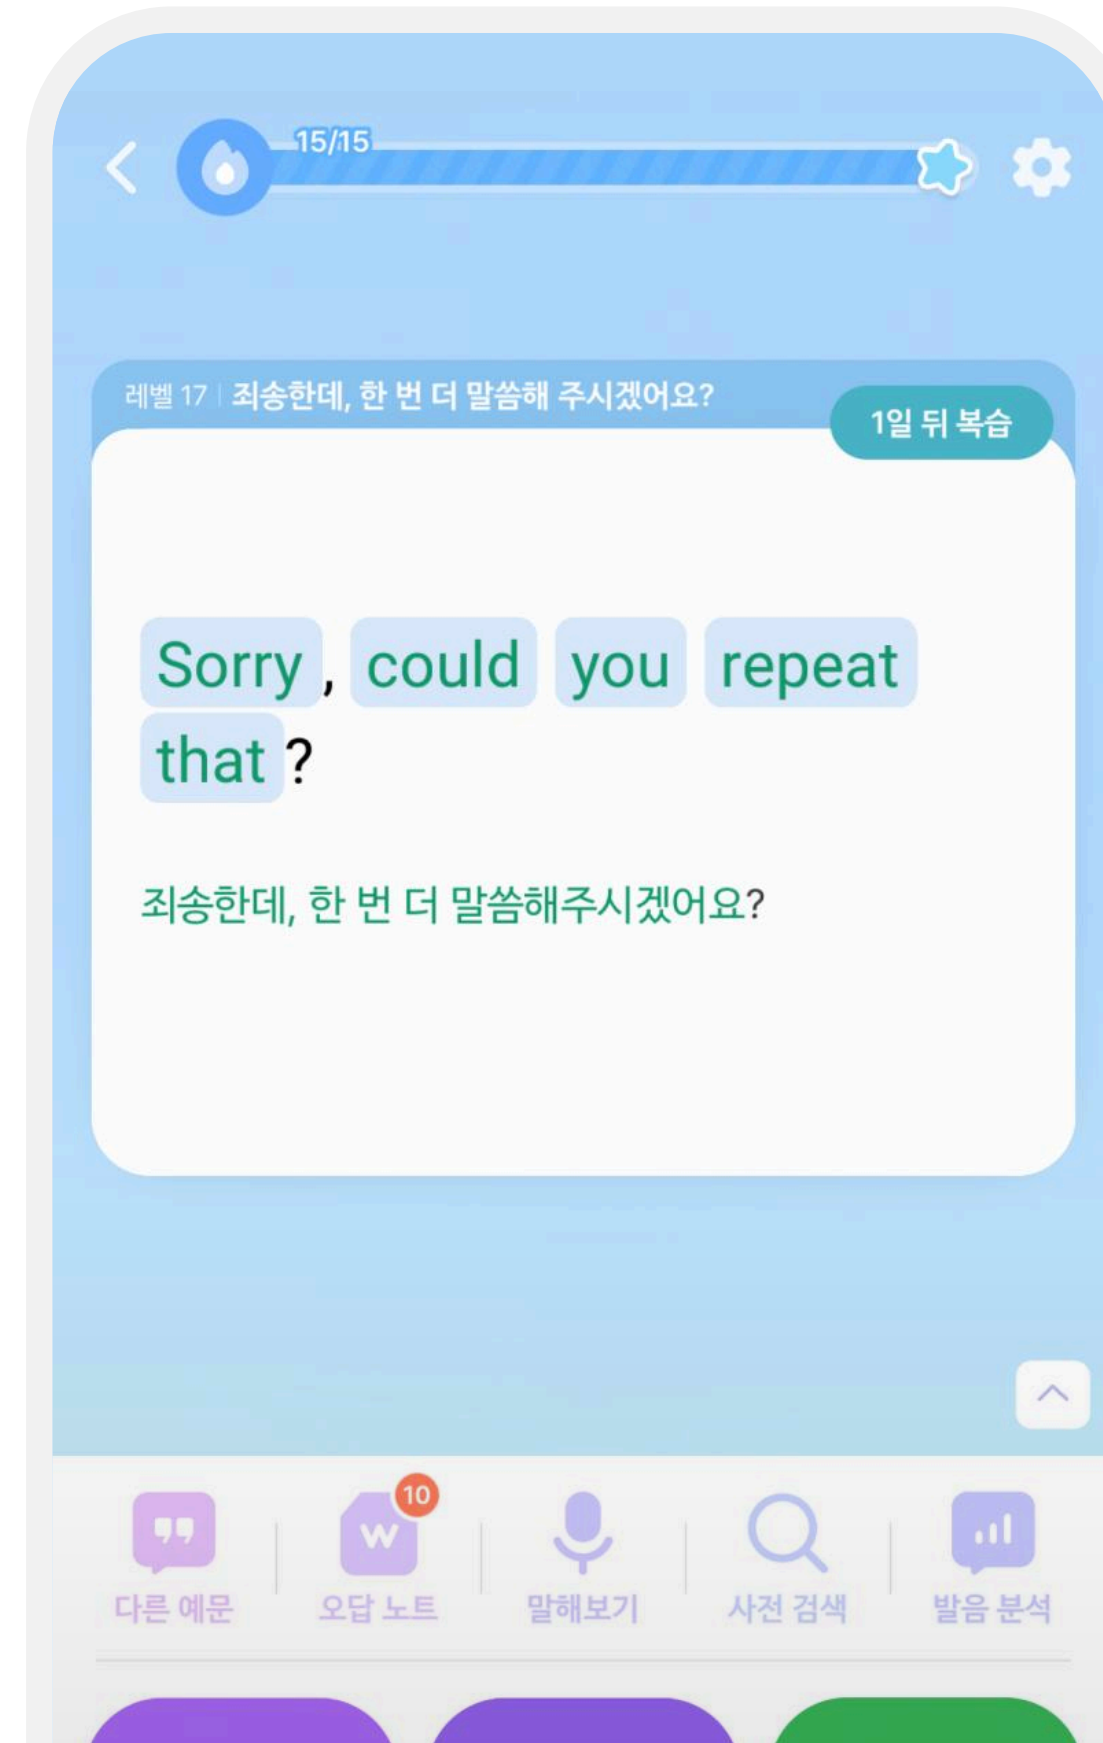 15/15
레벨 17 | 죄송한데, 한 번 더 말씀해 주시겠어요?
1일 뒤 복습
Sorry, could you repeat
that?
죄송한데, 한 번 더 말씀해주시겠어요?
10
W
다른 예문 오답 노트 말해보기 사전 검색 발음 분석